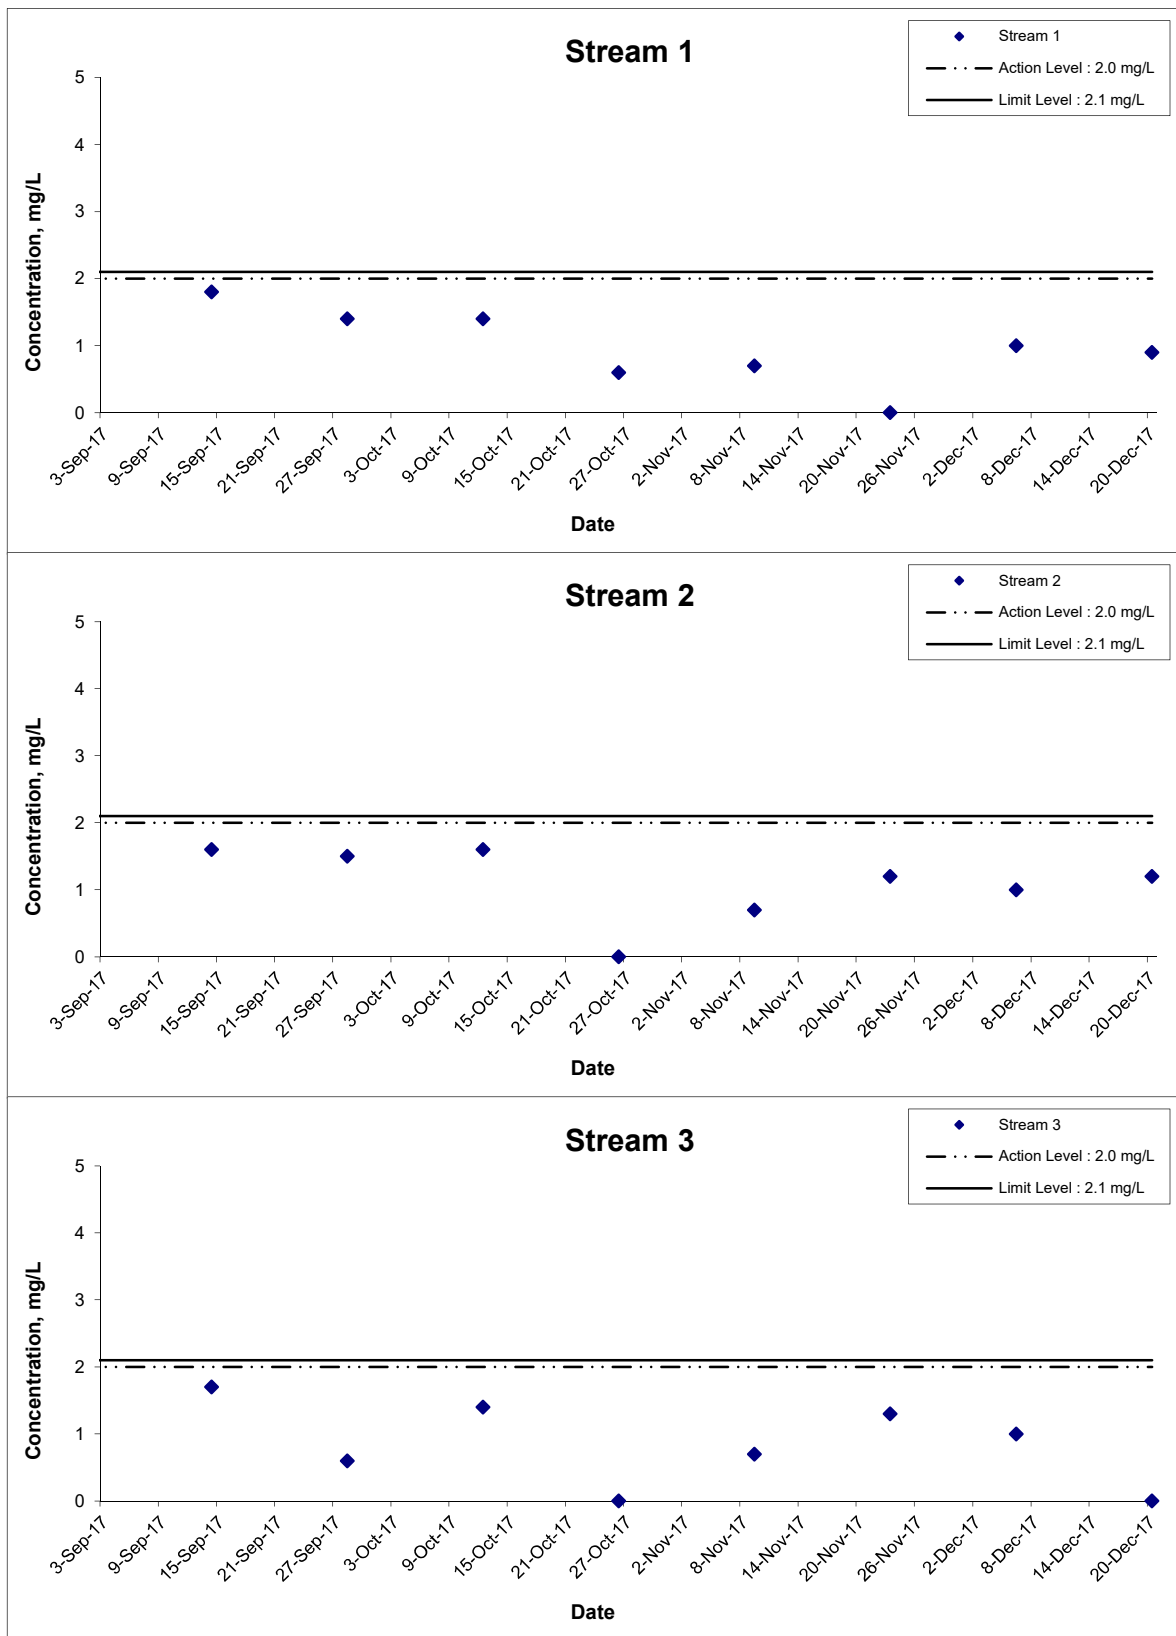 Stream 1
Stream 1
Action Level : 2.0 mg/L
Limit Level : 2.1 mg/L
Concentration, mg/L
5
4
3
2
1
0
3-Sep-17
9-Sep-17
15-Sep-17
21-Sep-17
27-Sep-17
3-Oct-17
9-Oct-17
15-Oct-17
21-Oct-17
27-Oct-17
2-Nov-17
8-Nov-17
14-Nov-17
20-Nov-17
26-Nov-17
2-Dec-17
8-Dec-17
14-Dec-17
20-Dec-17
Date
Stream 2
Stream 2
Action Level : 2.0 mg/L
Limit Level : 2.1 mg/L
Concentration, mg/L
5
4
3
2
1
0
3-Sep-17
9-Sep-17
15-Sep-17
21-Sep-17
27-Sep-17
3-Oct-17
9-Oct-17
15-Oct-17
21-Oct-17
27-Oct-17
2-Nov-17
8-Nov-17
14-Nov-17
20-Nov-17
26-Nov-17
2-Dec-17
8-Dec-17
14-Dec-17
20-Dec-17
Date
Stream 3
Stream 3
Action Level : 2.0 mg/L
Limit Level : 2.1 mg/L
Concentration, mg/L
5
4
3
2
1
0
3-Sep-17
9-Sep-17
15-Sep-17
21-Sep-17
27-Sep-17
3-Oct-17
9-Oct-17
15-Oct-17
21-Oct-17
27-Oct-17
2-Nov-17
8-Nov-17
14-Nov-17
20-Nov-17
26-Nov-17
2-Dec-17
8-Dec-17
14-Dec-17
20-Dec-17
Date